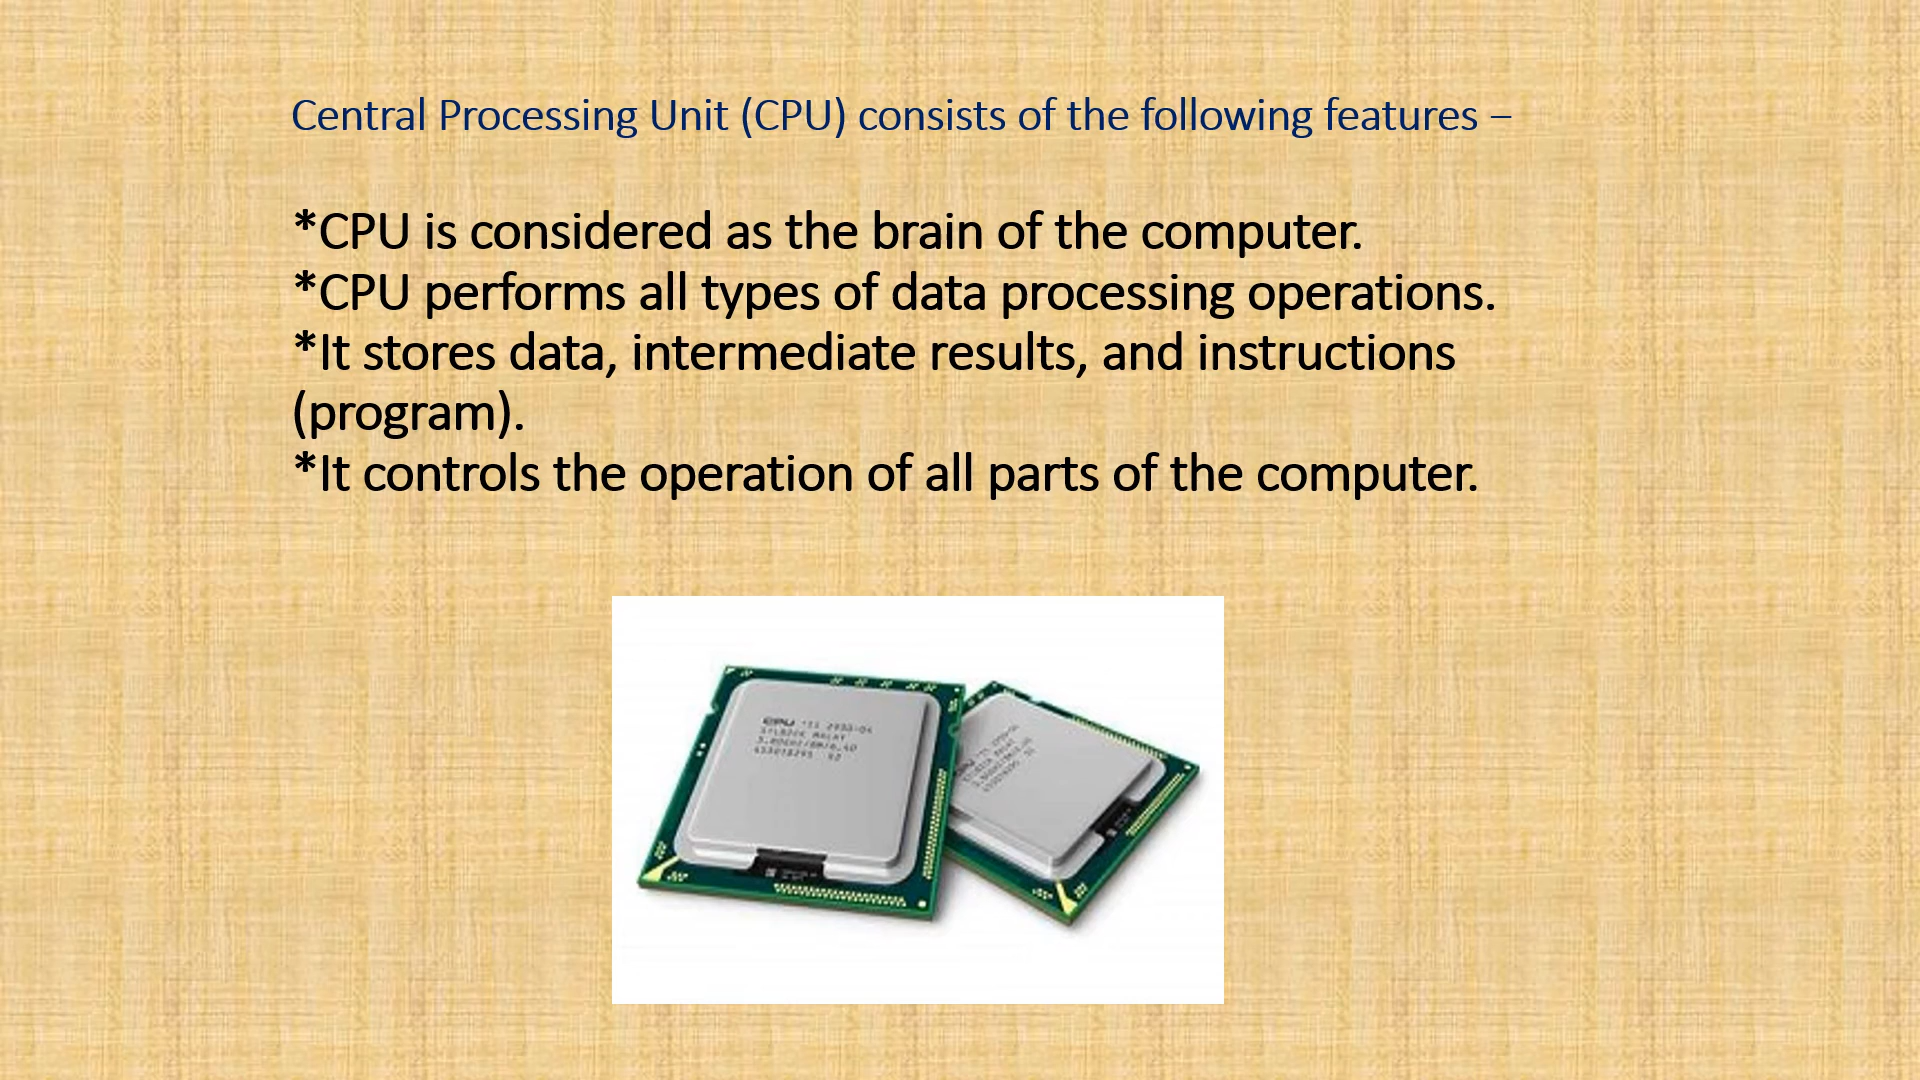 Central Processing Unit (CPU) consists of the following features –
*CPU is considered as the brain of the computer.
*CPU performs all types of data processing operations.
*It stores data, intermediate results, and instructions
(program).
*It controls the operation of all parts of the computer.
CPU